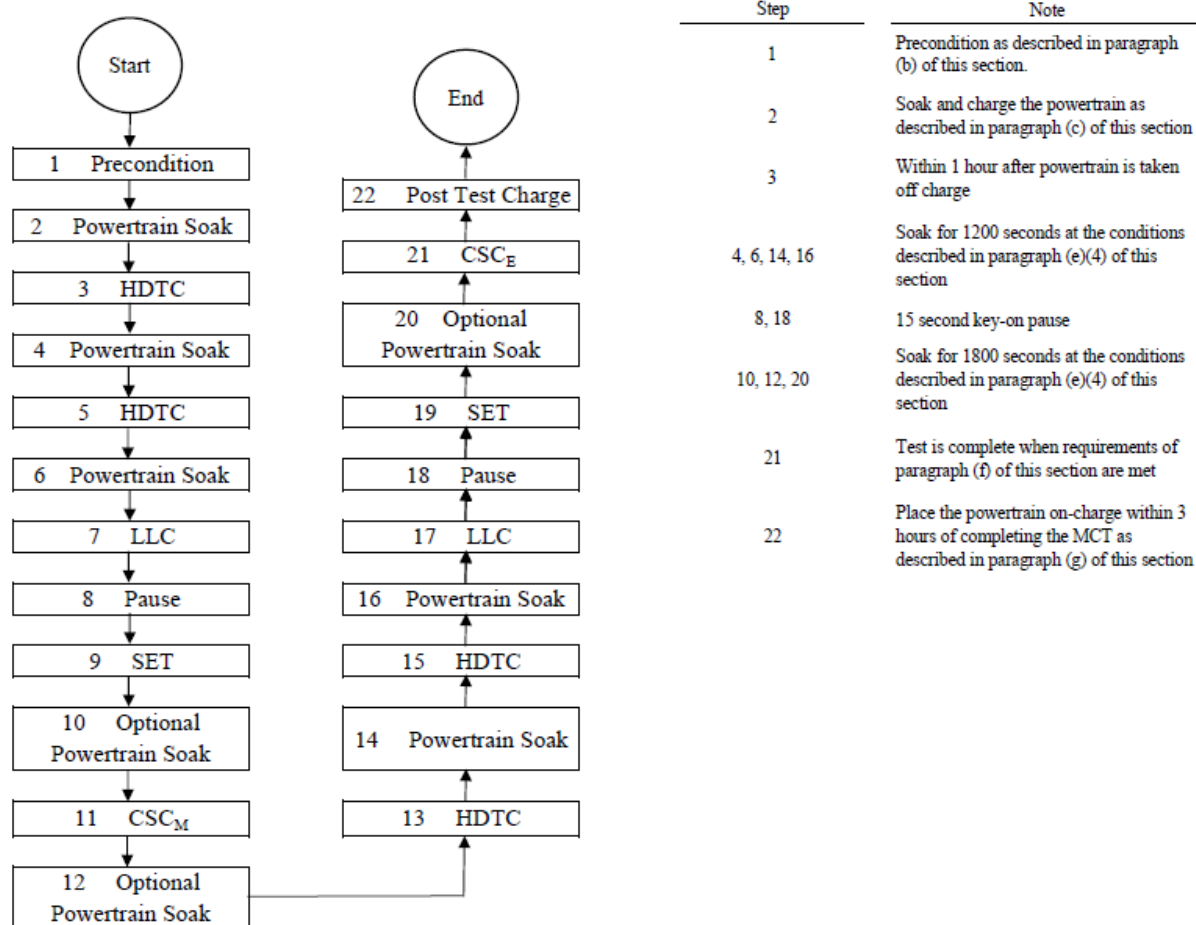 Start
1 Precondition
2 Powertrain Soak
3 HDTC
4 Powertrain Soak
5 HDTC
6 Powertrain Soak
7 LLC
8 Pause
9 SET
10 Optional
Powertrain Soak
11 CSCM
12 Optional
Powertrain Soak
13 HDTC
14 Powertrain Soak
15 HDTC
16 Powertrain Soak
17 LLC
18 Pause
19 SET
20 Optional
Powertrain Soak
21 CSCE
22 Post Test Charge
End
Step Note
1 Precondition as described in paragraph
(b) of this section.
2 Soak and charge the powertrain as
described in paragraph (c) of this section
3 Within 1 hour after powertrain is taken
off charge
4, 6, 14, 16 Soak for 1200 seconds at the conditions
described in paragraph (e)(4) of this
section
8, 18 15 second key-on pause
10, 12, 20 Soak for 1800 seconds at the conditions
described in paragraph (e)(4) of this
section
21 Test is complete when requirements of
paragraph (f) of this section are met
22 Place the powertrain on-charge within 3
hours of completing the MCT as
described in paragraph (g) of this section